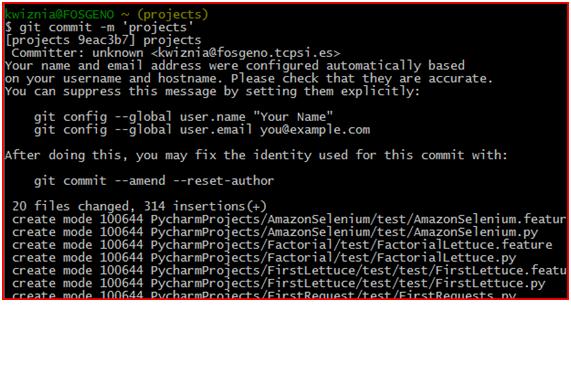 kwiznia@FOSGENO ~ (projects)
$ git commit -m 'projects'
[projects 9eac3b7] projects
Committer: unknown <kwiznia@fosgeno.tcpsi.es>
Your name and email address were configured automatically based
on your username and hostname. Please check that they are accurate.
You can suppress this message by setting them explicitly:
git config --global user.name "Your Name"
git config --global user.email you@example.com
After doing this, you may fix the identity used for this commit with:
git commit --amend --reset-author
20 files changed, 314 insertions(+)
create mode 100644 PycharmProjects/AmazonSelenium/test/AmazonSelenium.featur
create mode 100644 PycharmProjects/AmazonSelenium/test/AmazonSelenium.py
create mode 100644 PycharmProjects/Factorial/test/FactorialLettuce.feature
create mode 100644 PycharmProjects/Factorial/test/FactorialLettuce.py
create mode 100644 PycharmProjects/FirstLettuce/test/test/FirstLettuce.featu
create mode 100644 PycharmProjects/FirstLettuce/test/test/FirstLettuce.py
create mode 100644 PycharmProjects/FirstRequest/test/FirstRequests.py